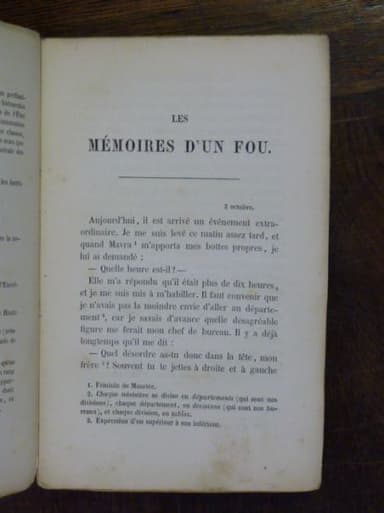 LES
MÉMOIRES D'UN FOU.
2 octobre.
Aujourd'hui, il est arrivé un événement extra-
ordinaire. Je me suis levé ce matin assez tard, et
quand Mavra¹ m'apporta mes bottes propres, je
lui ai demandé :
— Quelle heure est-il? —
Elle m'a répondu qu'il était plus de dix heures,
et je me suis mis à m'habiller. Il faut convenir que
je n'avais pas la moindre envie d'aller au départe-
ment², car je savais d'avance quelle désagréable
figure me ferait mon chef de bureau. Il y a déjà
longtemps qu'il me dit :
— Quel désordre as-tu donc dans la tête, mon
frère³! Souvent tu te jettes à droite et à gauche
1. Féminin de Maurice.
2. Chaque ministère se divise en départements (qui sont nos
divisions), chaque département, en divisions (qui sont nos bu-
reaux), et chaque division, en tables.
3. Expression d'un supérieur à son inférieur.